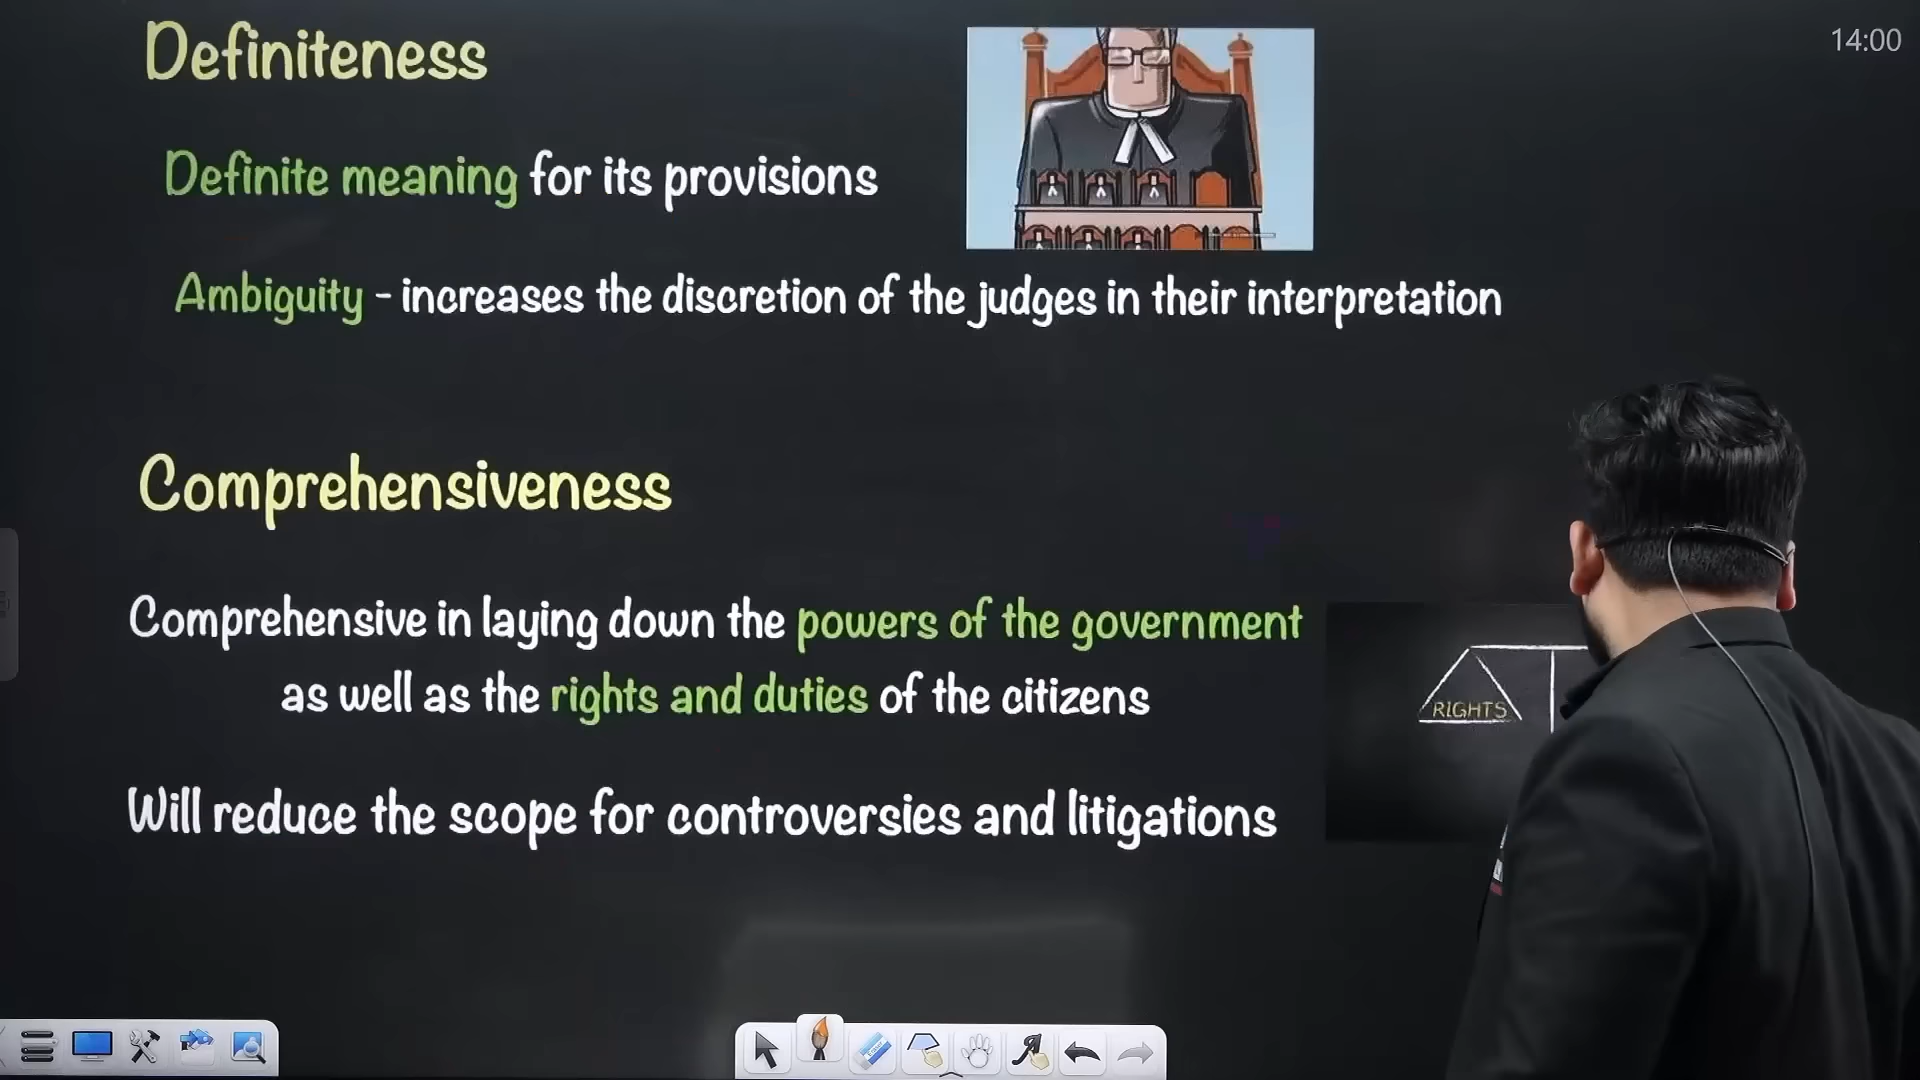 Definiteness
14:00
Definite meaning for its provisions
Ambiguity - increases the discretion of the judges in their interpretation
Comprehensiveness
Comprehensive in laying down the powers of the government
as well as the rights and duties of the citizens
RIGHTS
Will reduce the scope for controversies and litigations